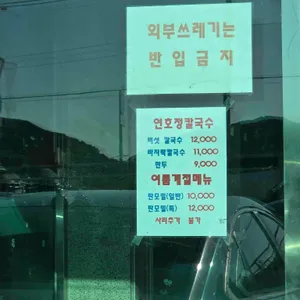 외부쓰레기는
반입금지
연호정칼국수
버섯 칼국수 12,000
바지락칼국수 11,000
만두 9,000
여름계절메뉴
판모밀(일반) 10,000
판모밀(특) 12,000
사리추가 불가